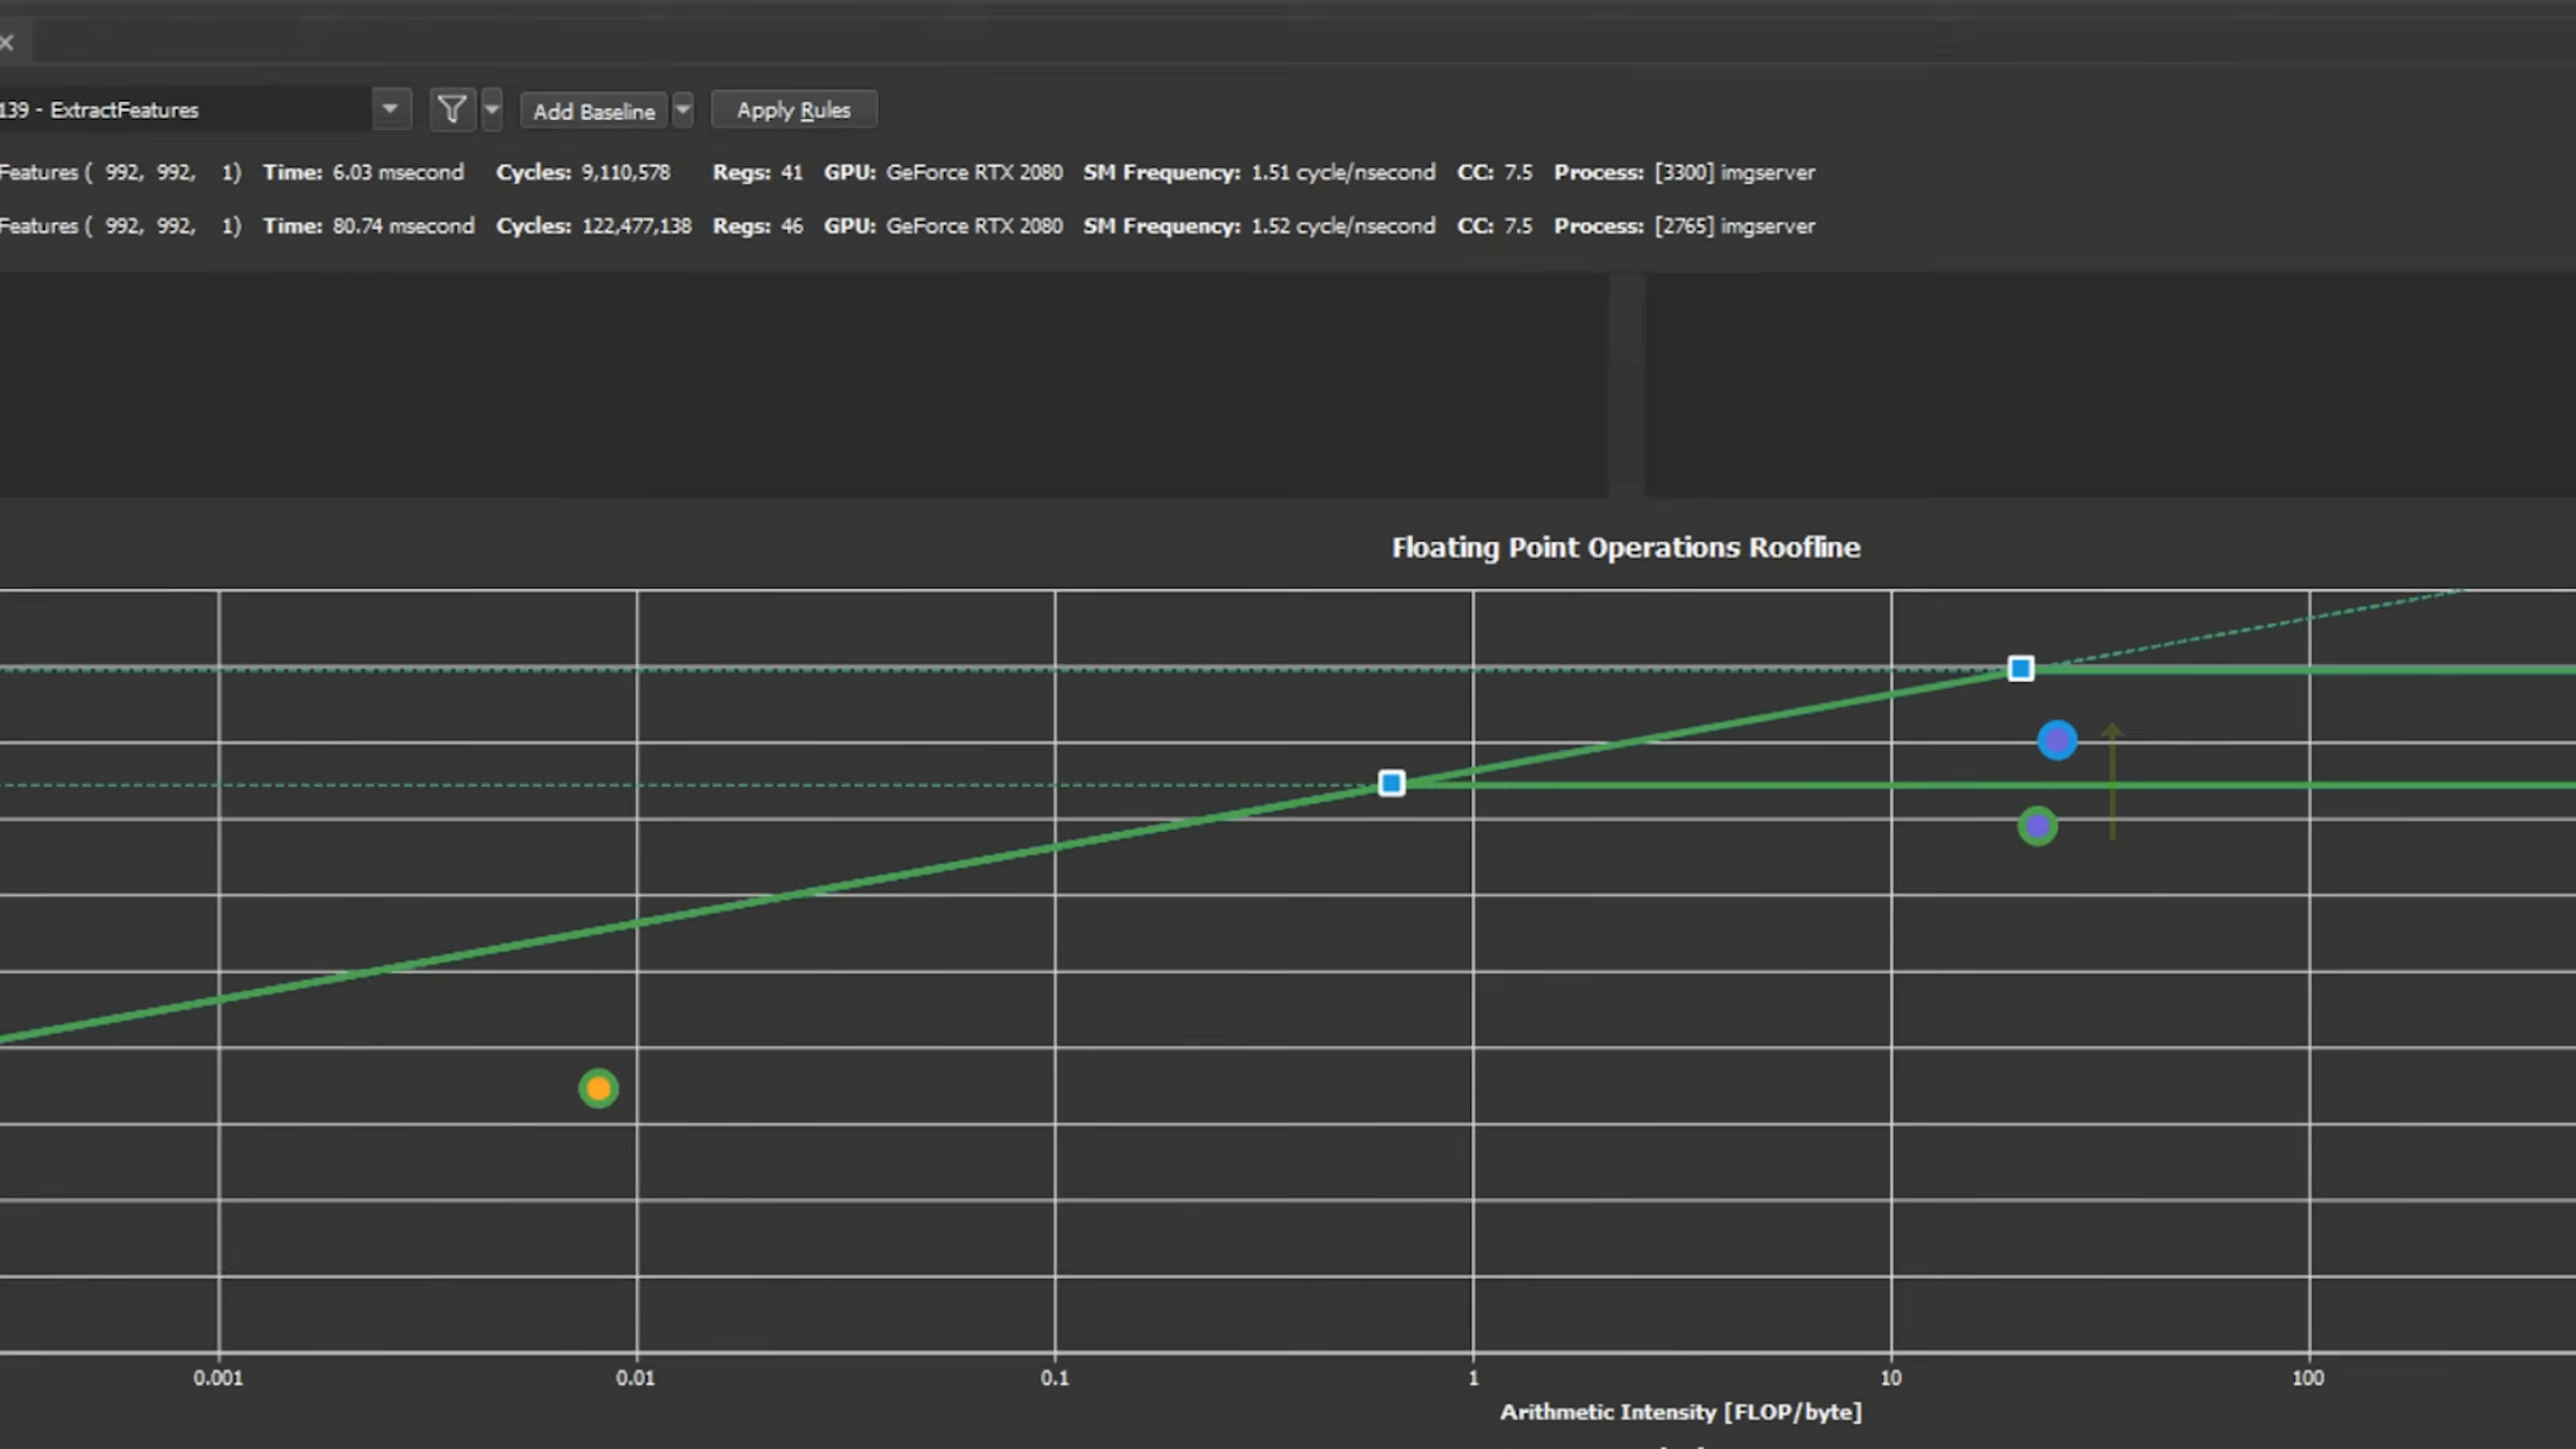 139 - ExtractFeatures Add Baseline Apply Rules
Features ( 992, 992, 1) Time: 6.03 msecond Cycles: 9,110,578 Regs: 41 GPU: GeForce RTX 2080 SM Frequency: 1.51 cycle/nsecond CC: 7.5 Process: [3300] imgserver
Features ( 992, 992, 1) Time: 80.74 msecond Cycles: 122,477,138 Regs: 46 GPU: GeForce RTX 2080 SM Frequency: 1.52 cycle/nsecond CC: 7.5 Process: [2765] imgserver
Floating Point Operations Roofline
0.001 0.01 0.1 1 10 100
Arithmetic Intensity [FLOP/byte]